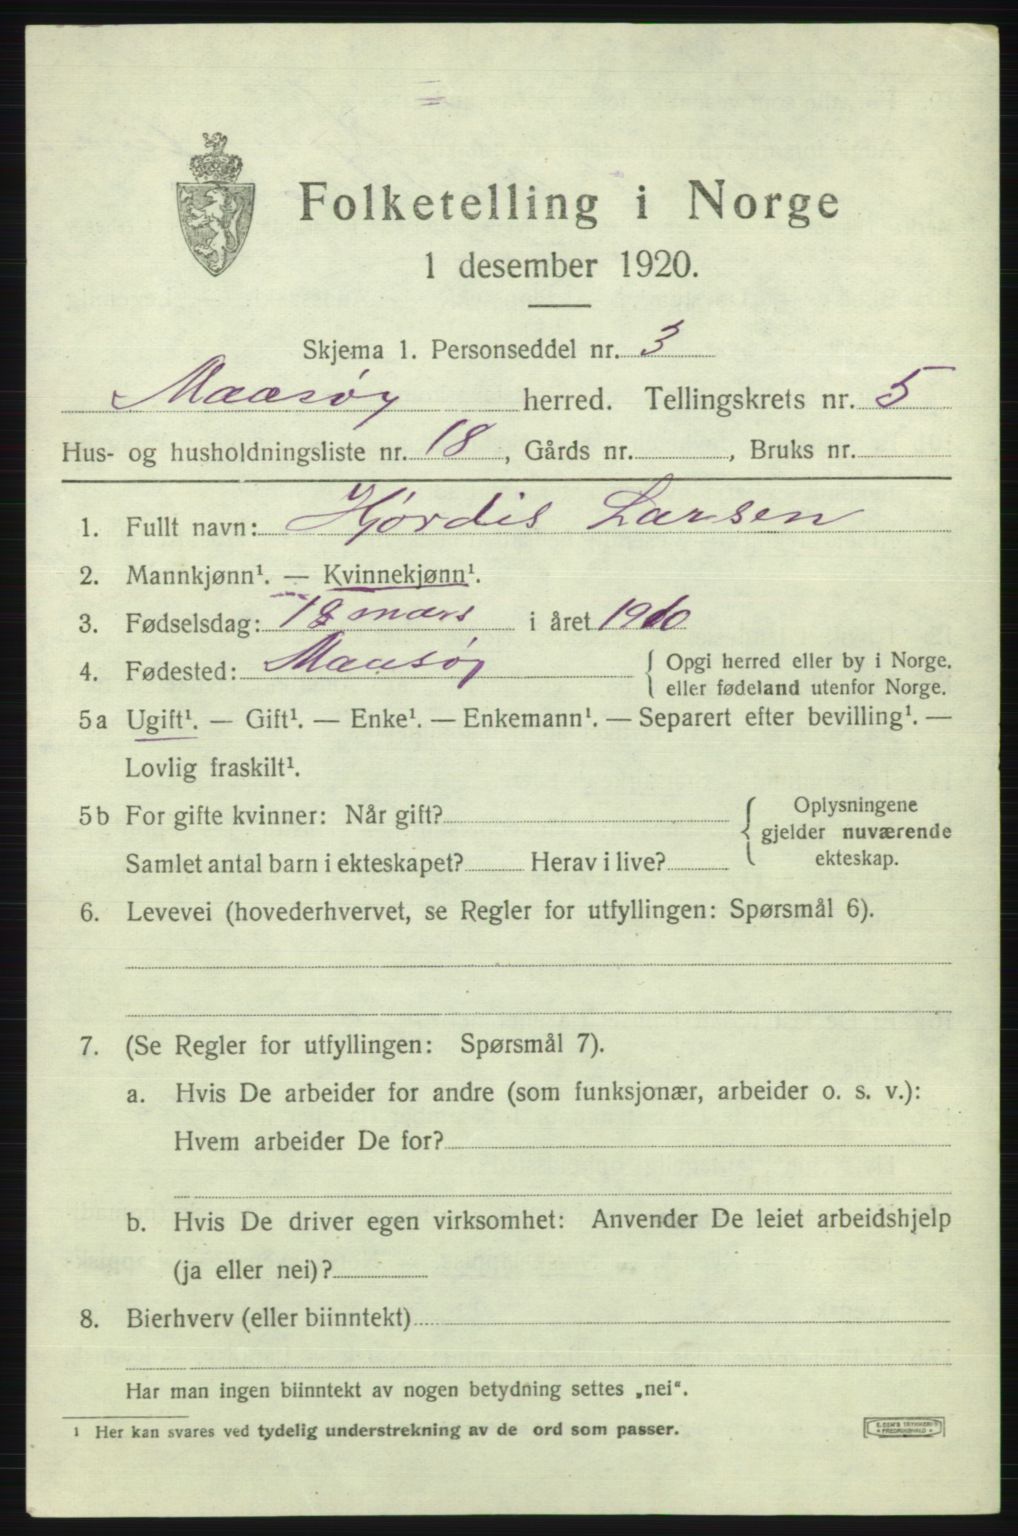 Folketelling i Norge
1 desember 1920.
Skjema 1. Personseddel nr. 3
Maasøy herred. Tellingskrets nr. 5
Hus- og husholdningsliste nr. 18, Gårds nr. , Bruks nr.
1. Fullt navn: Hjørdis Larsen
2. Mannkjønn¹. — Kvinnekjønn¹.
3. Fødselsdag: 18 mars i året 1910
4. Fødested: Maasøy { Opgi herred eller by i Norge, eller fødeland utenfor Norge.
5a Ugift¹. — Gift¹. — Enke¹. — Enkemann¹. — Separert efter bevilling¹. —
Lovlig fraskilt¹.
5b For gifte kvinner: Når gift?
Samlet antal barn i ekteskapet? Herav i live?
{ Oplysningene
gjelder nuværende
ekteskap.
6. Levevei (hovederhvervet, se Regler for utfyllingen: Spørsmål 6).
7. (Se Regler for utfyllingen: Spørsmål 7).
a. Hvis De arbeider for andre (som funksjonær, arbeider o. s. v.):
Hvem arbeider De for?
b. Hvis De driver egen virksomhet: Anvender De leiet arbeidshjelp
(ja eller nei)?
8. Bierhverv (eller biinntekt)
Har man ingen biinntekt av nogen betydning settes „nei“.
¹ Her kan svares ved tydelig understrekning av de ord som passer.